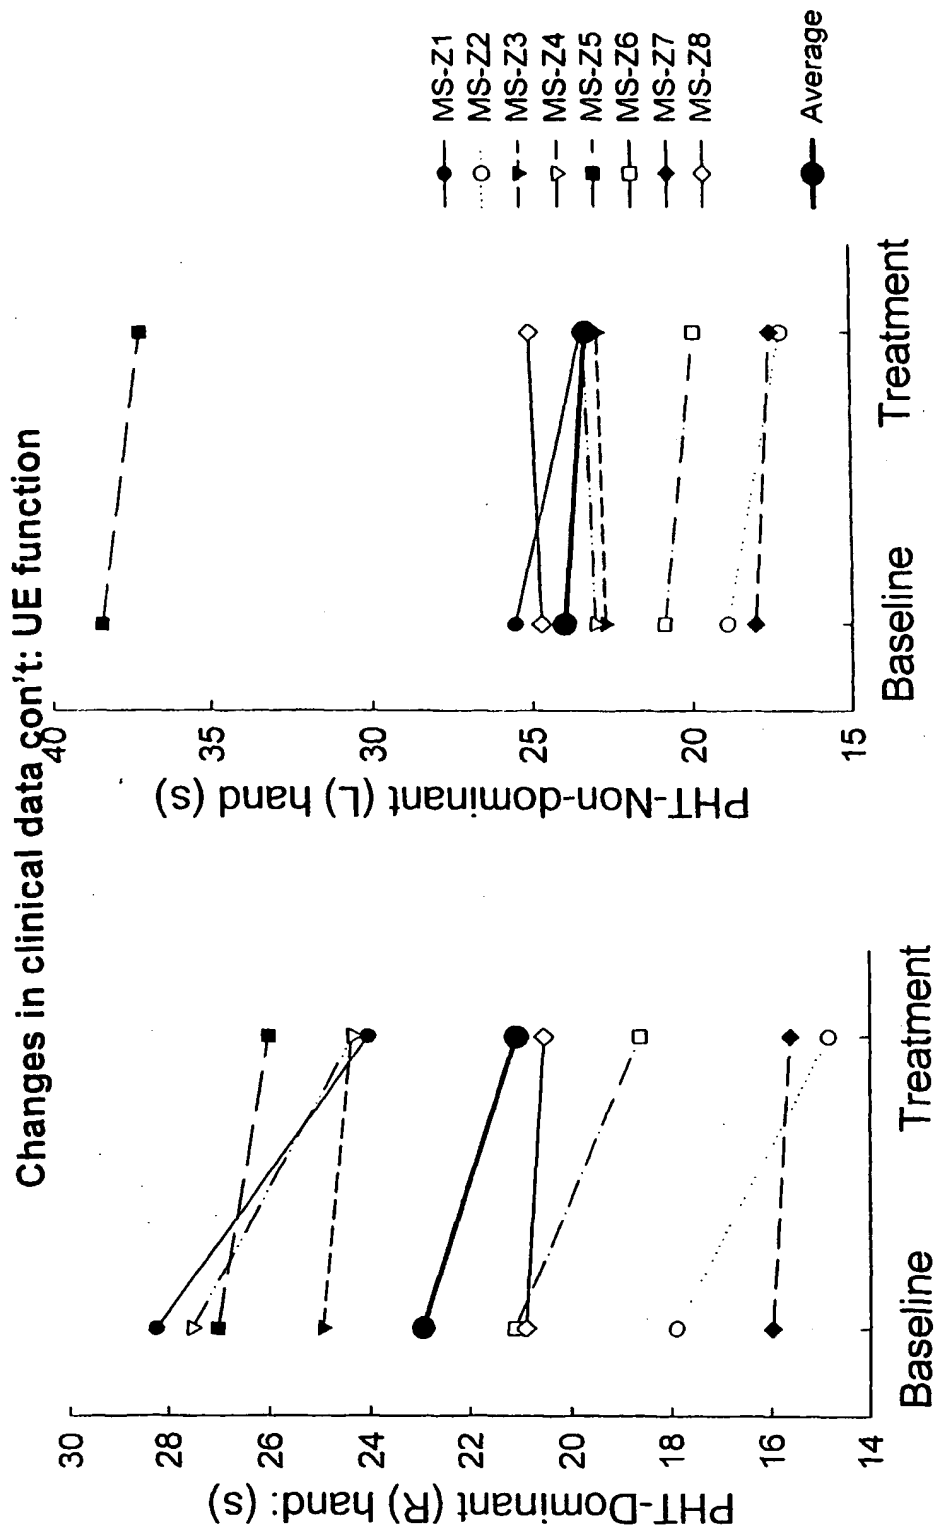 Changes in clinical data con't: UE function
PHT-Dominant (R) hand: (s)
30
28
26
24
22
20
18
16
14
Baseline
Treatment
PHT-Non-dominant (L) hand (s)
40
35
30
25
20
15
Baseline
Treatment
MS-Z1
MS-Z2
MS-Z3
MS-Z4
MS-Z5
MS-Z6
MS-Z7
MS-Z8
Average